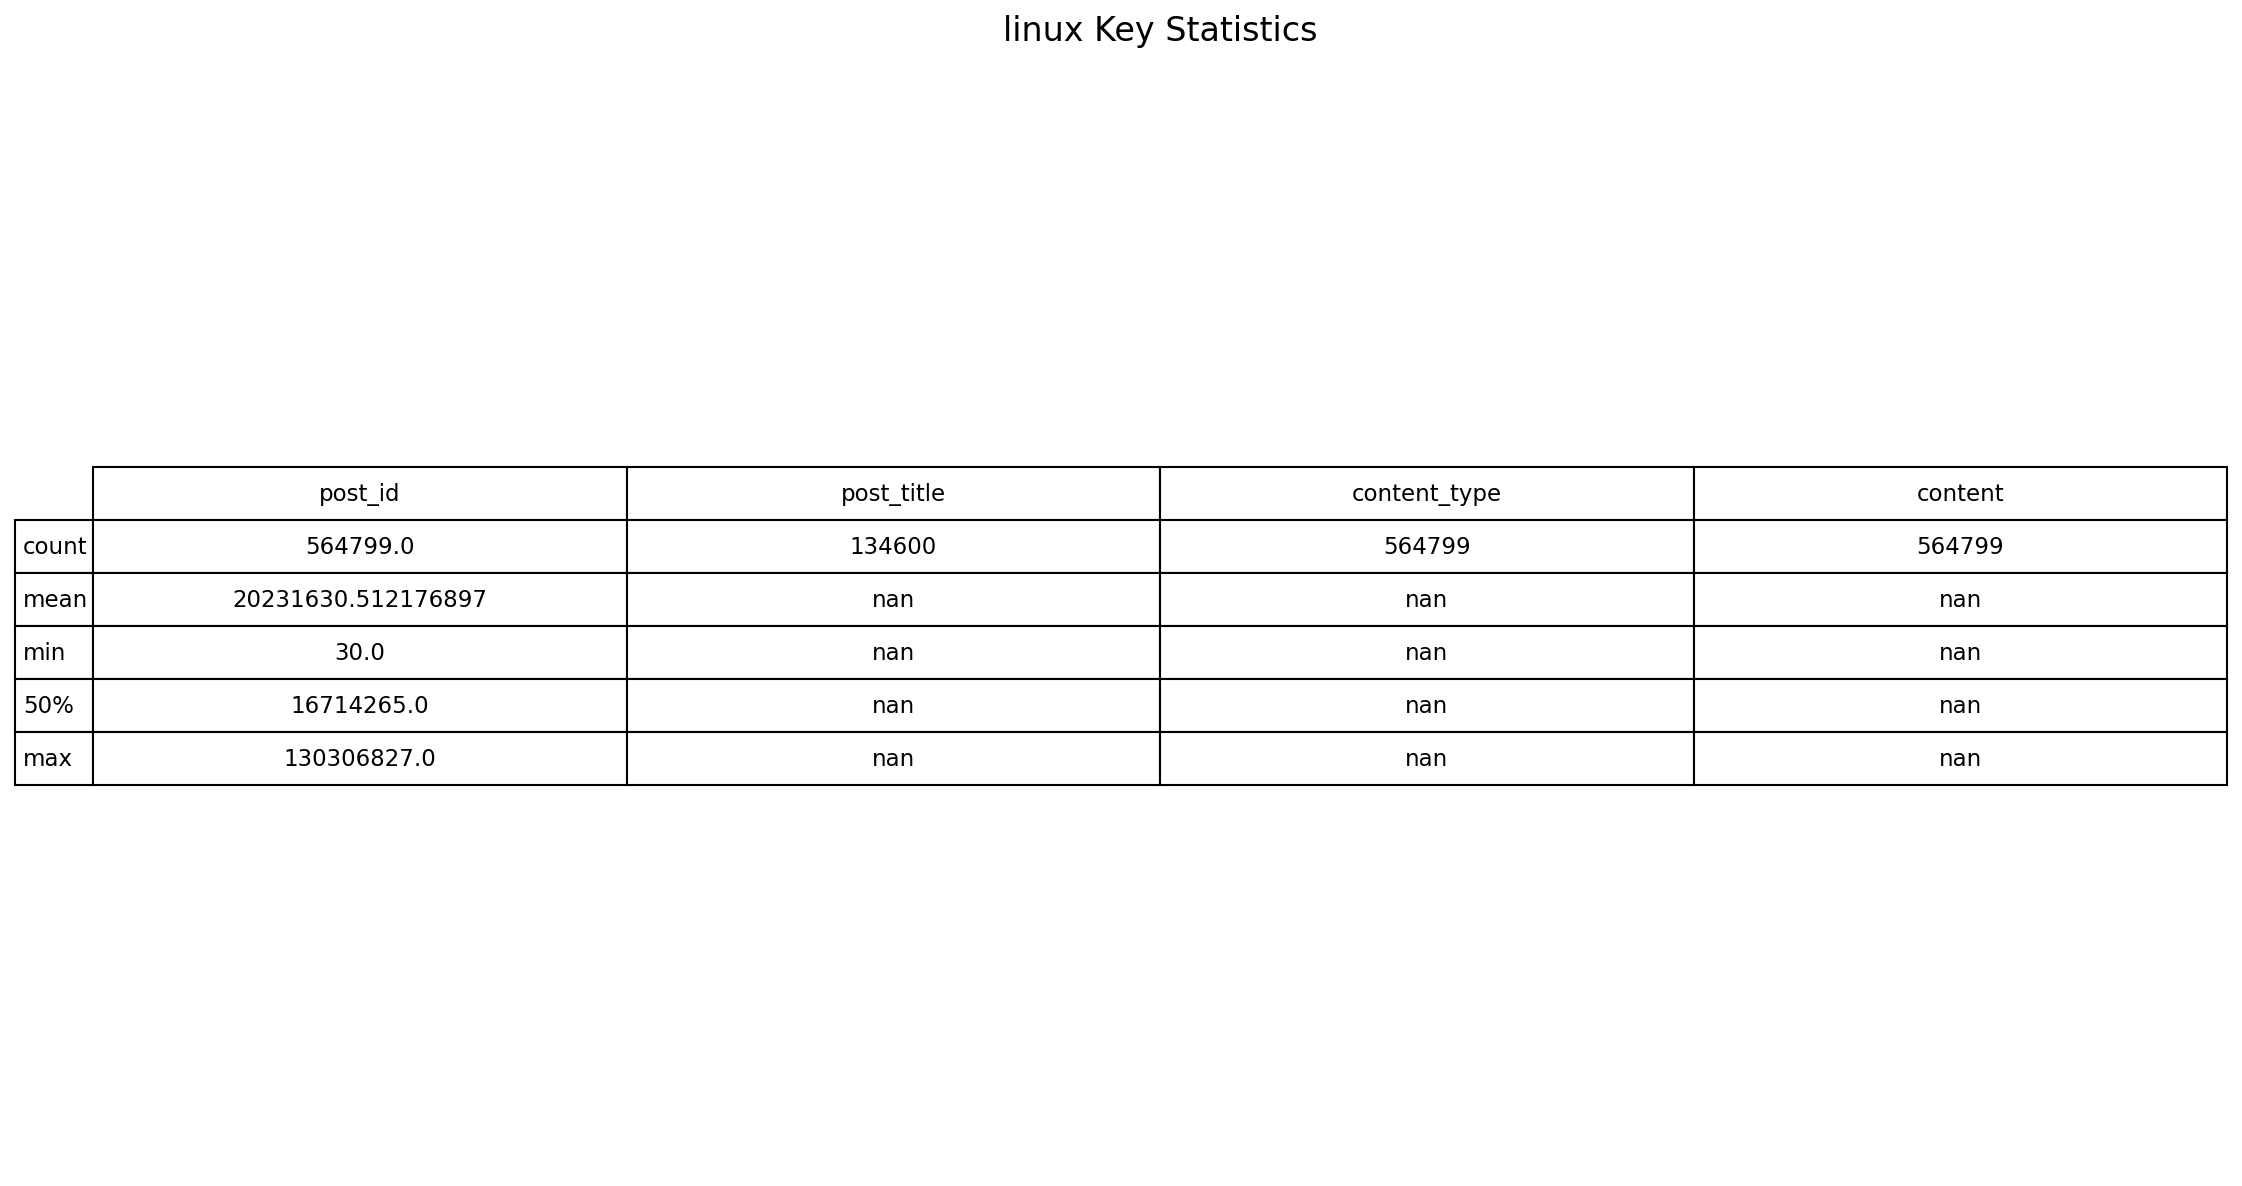 linux Key Statistics
post_id post_title content_type content
count 564799.0 134600 564799 564799
mean 20231630.512176897 nan nan nan
min 30.0 nan nan nan
50% 16714265.0 nan nan nan
max 130306827.0 nan nan nan